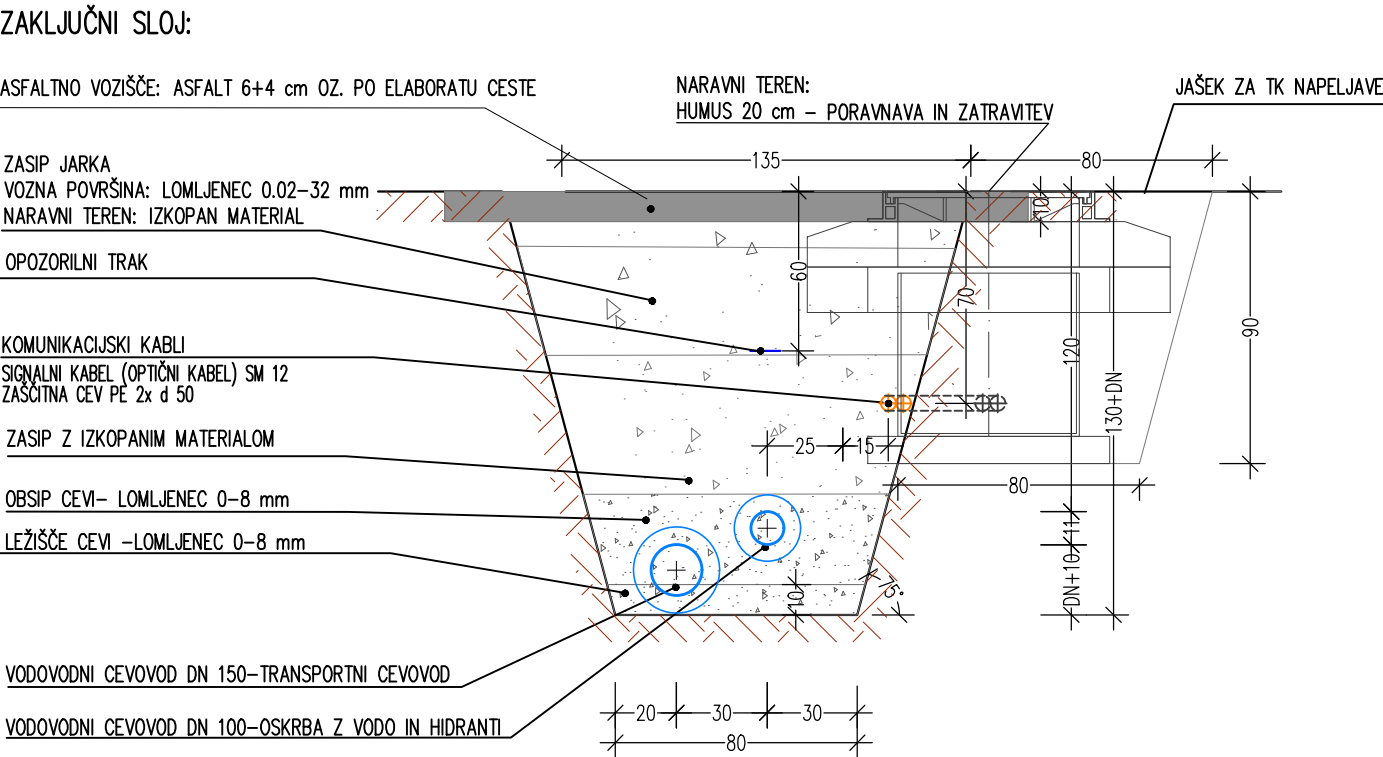 ZAKLJUČNI SLOJ:
ASFALTNO VOZIŠČE: ASFALT 6+4 cm OZ. PO ELABORATU CESTE
NARAVNI TEREN:
HUMUS 20 cm – PORAVNAVA IN ZATRAVITEV
JAŠEK ZA TK NAPELJAVE
135
80
ZASIP JARKA
VOZNA POVRŠINA: LOMLJENEC 0.02–32 mm
NARAVNI TEREN: IZKOPAN MATERIAL
10
OPOZORILNI TRAK
60
70
90
120
130+DN
KOMUNIKACIJSKI KABLI
SIGNALNI KABEL (OPTIČNI KABEL) SM 12
ZAŠČITNA CEV PE 2x d 50
ZASIP Z IZKOPANIM MATERIALOM
25
15
80
OBSIP CEVI– LOMLJENEC 0–8 mm
11
LEŽIŠČE CEVI –LOMLJENEC 0–8 mm
DN+10
10
75°
VODOVODNI CEVOVOD DN 150–TRANSPORTNI CEVOVOD
VODOVODNI CEVOVOD DN 100–OSKRBA Z VODO IN HIDRANTI
20
30
30
80